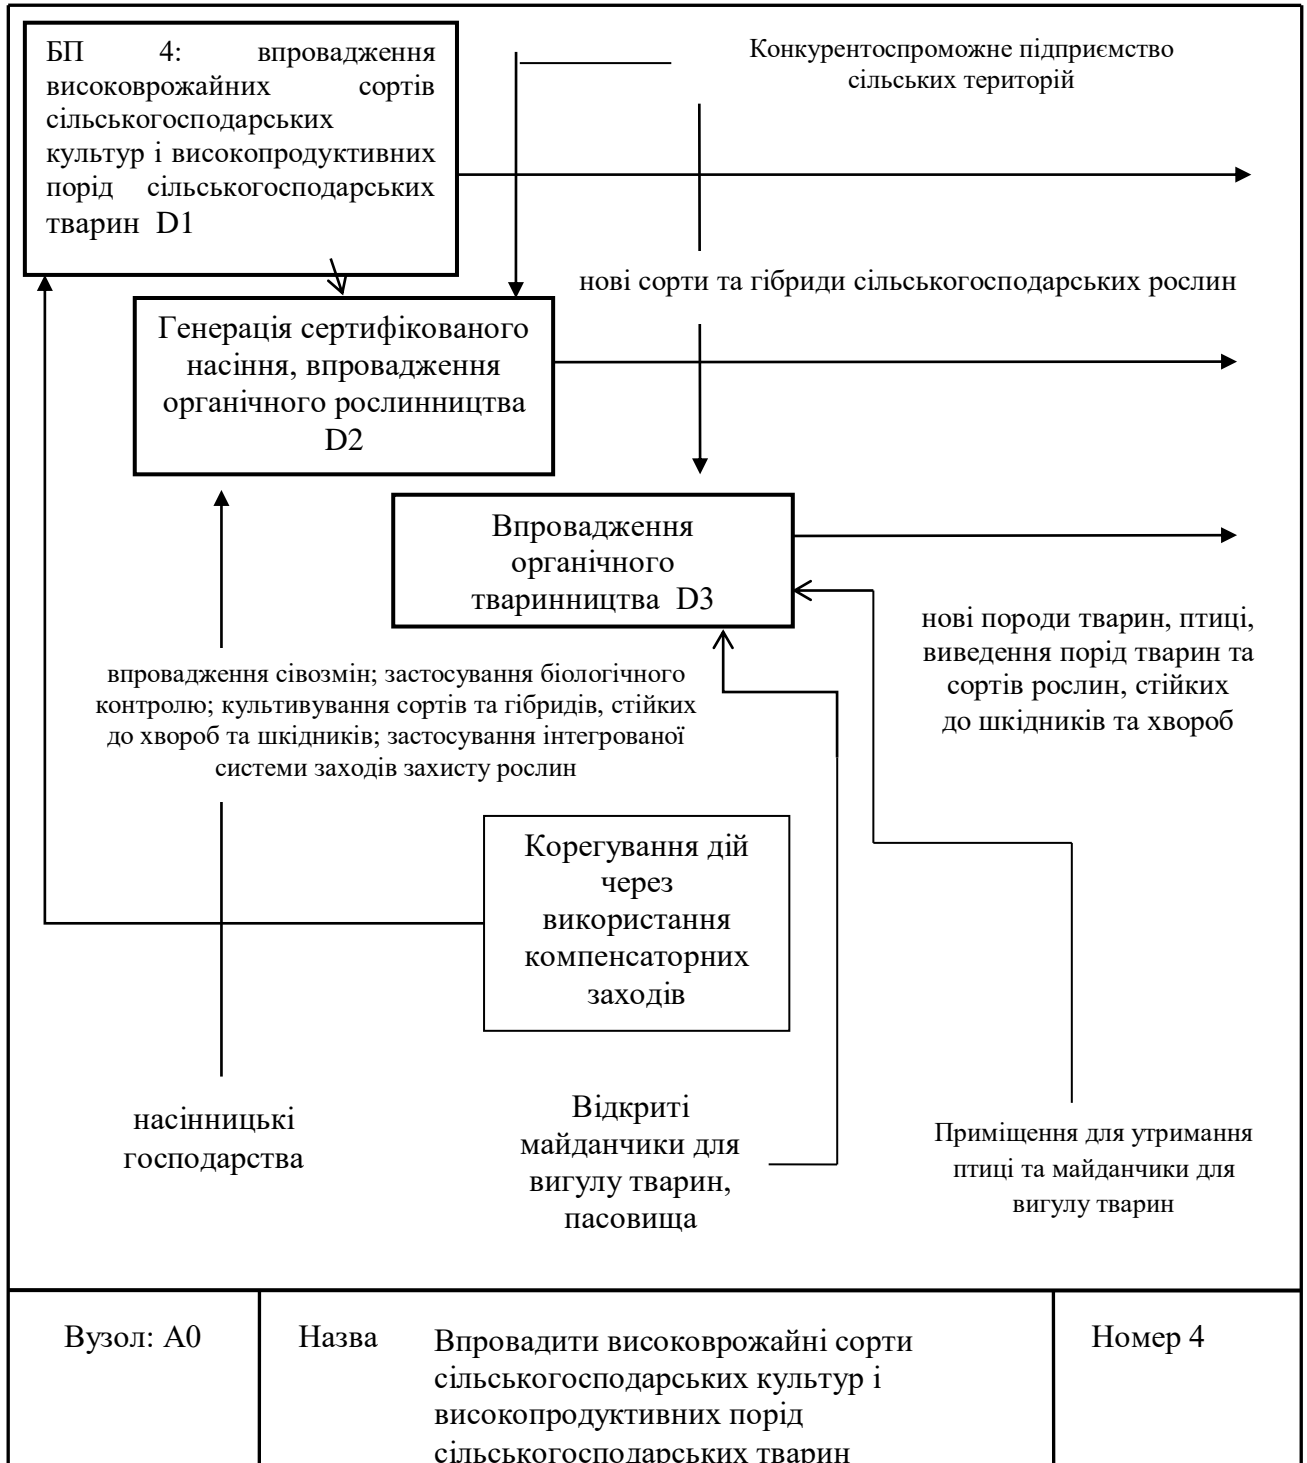 БП 4: впровадження
високоврожайних сортів
сільськогосподарських
культур і високопродуктивних
порід сільськогосподарських
тварин D1
Конкурентоспроможне підприємство
сільських територій
нові сорти та гібриди сільськогосподарських рослин
Генерація сертифікованого
насіння, впровадження
органічного рослинництва
D2
Впровадження
органічного
тваринництва D3
нові породи тварин, птиці,
виведення порід тварин та
сортів рослин, стійких
до шкідників та хвороб
впровадження сівозмін; застосування біологічного
контролю; культивування сортів та гібридів, стійких
до хвороб та шкідників; застосування інтегрованої
системи заходів захисту рослин
Корегування дій
через
використання
компенсаторних
заходів
насінницькі
господарства
Відкриті
майданчики для
вигулу тварин,
пасовища
Приміщення для утримання
птиці та майданчики для
вигулу тварин
Вузол: А0
Назва
Впровадити високоврожайні сорти
сільськогосподарських культур і
високопродуктивних порід
сільськогосподарських тварин
Номер 4